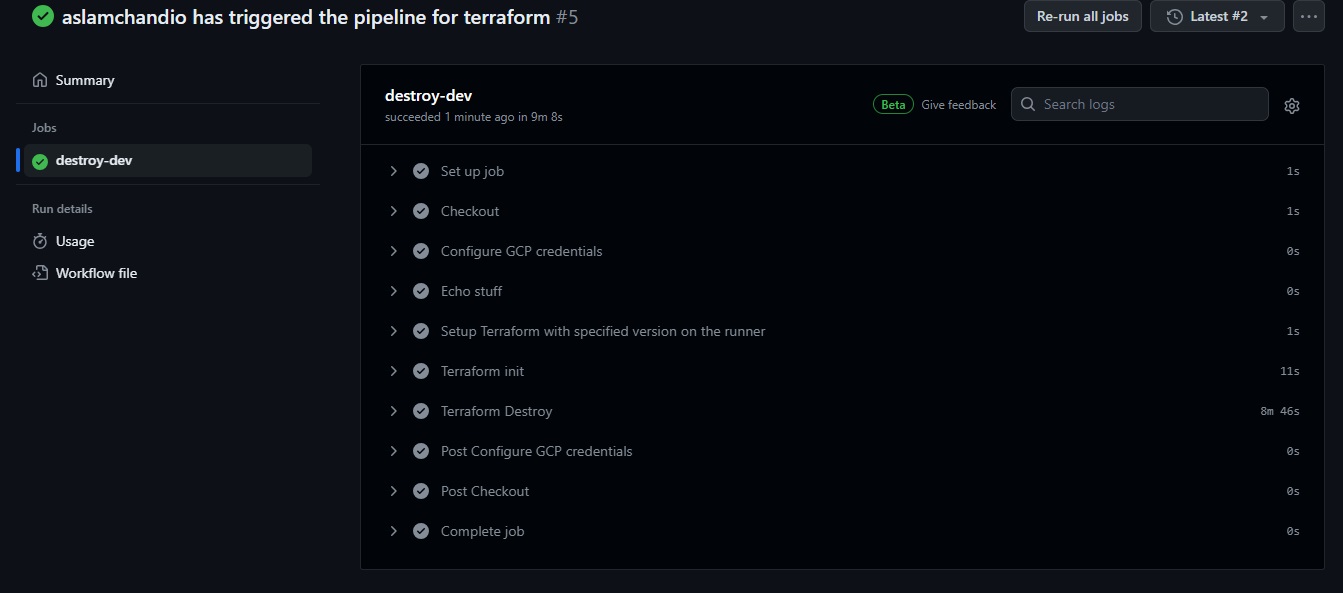 aslamchandio has triggered the pipeline for terraform #5
Re-run all jobs
Latest #2
Summary
Jobs
destroy-dev
Run details
Usage
Workflow file
destroy-dev
succeeded 1 minute ago in 9m 8s
Beta Give feedback
Search logs
Set up job 1s
Checkout 1s
Configure GCP credentials 0s
Echo stuff 0s
Setup Terraform with specified version on the runner 1s
Terraform init 11s
Terraform Destroy 8m 46s
Post Configure GCP credentials 0s
Post Checkout 0s
Complete job 0s